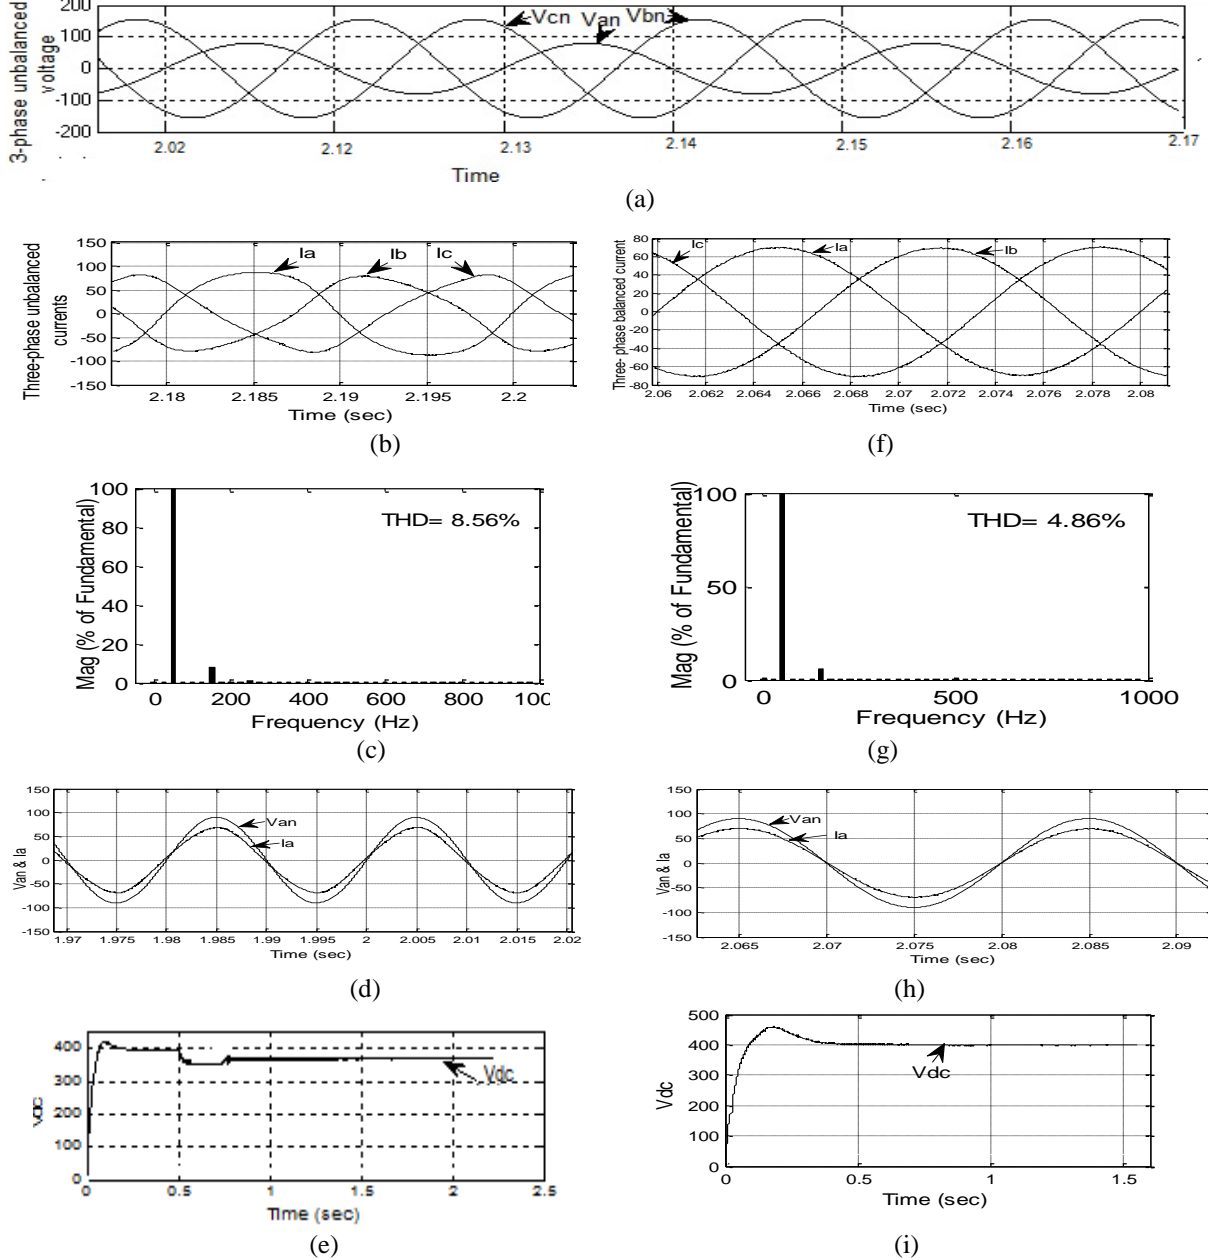 3-phase unbalanced
voltage
200
100
0
-100
-200
Vcn Van Vbn
2.02 2.12 2.13 2.14 2.15 2.16 2.17
Time
(a)
Three-phase unbalanced
currents
150
100
50
0
-50
-100
-150
Ia Ib Ic
2.18 2.185 2.19 2.195 2.2
Time (sec)
(b)
Three- phase balanced current
80
60
40
20
0
-20
-40
-60
-80
Ic Ia Ib
2.06 2.062 2.064 2.066 2.068 2.07 2.072 2.074 2.076 2.078 2.08
Time (sec)
(f)
Mag (% of Fundamental)
100
80
60
40
20
0
THD= 8.56%
0 200 400 600 800 100
Frequency (Hz)
(c)
Mag (% of Fundamental)
100
50
0
THD= 4.86%
0 500 1000
Frequency (Hz)
(g)
Van & Ia
150
100
50
0
-50
-100
-150
Van
Ia
1.97 1.975 1.98 1.985 1.99 1.995 2 2.005 2.01 2.015 2.02
Time (sec)
(d)
Van & Ia
150
100
50
0
-50
-100
-150
Van
Ia
2.065 2.07 2.075 2.08 2.085 2.09
Time (sec)
(h)
Vdc
400
300
200
100
0
Vdc
0 0.5 1 1.5 2 2.5
Time (sec)
(e)
Vdc
500
400
300
200
100
0
Vdc
0 0.5 1 1.5
Time (sec)
(i)